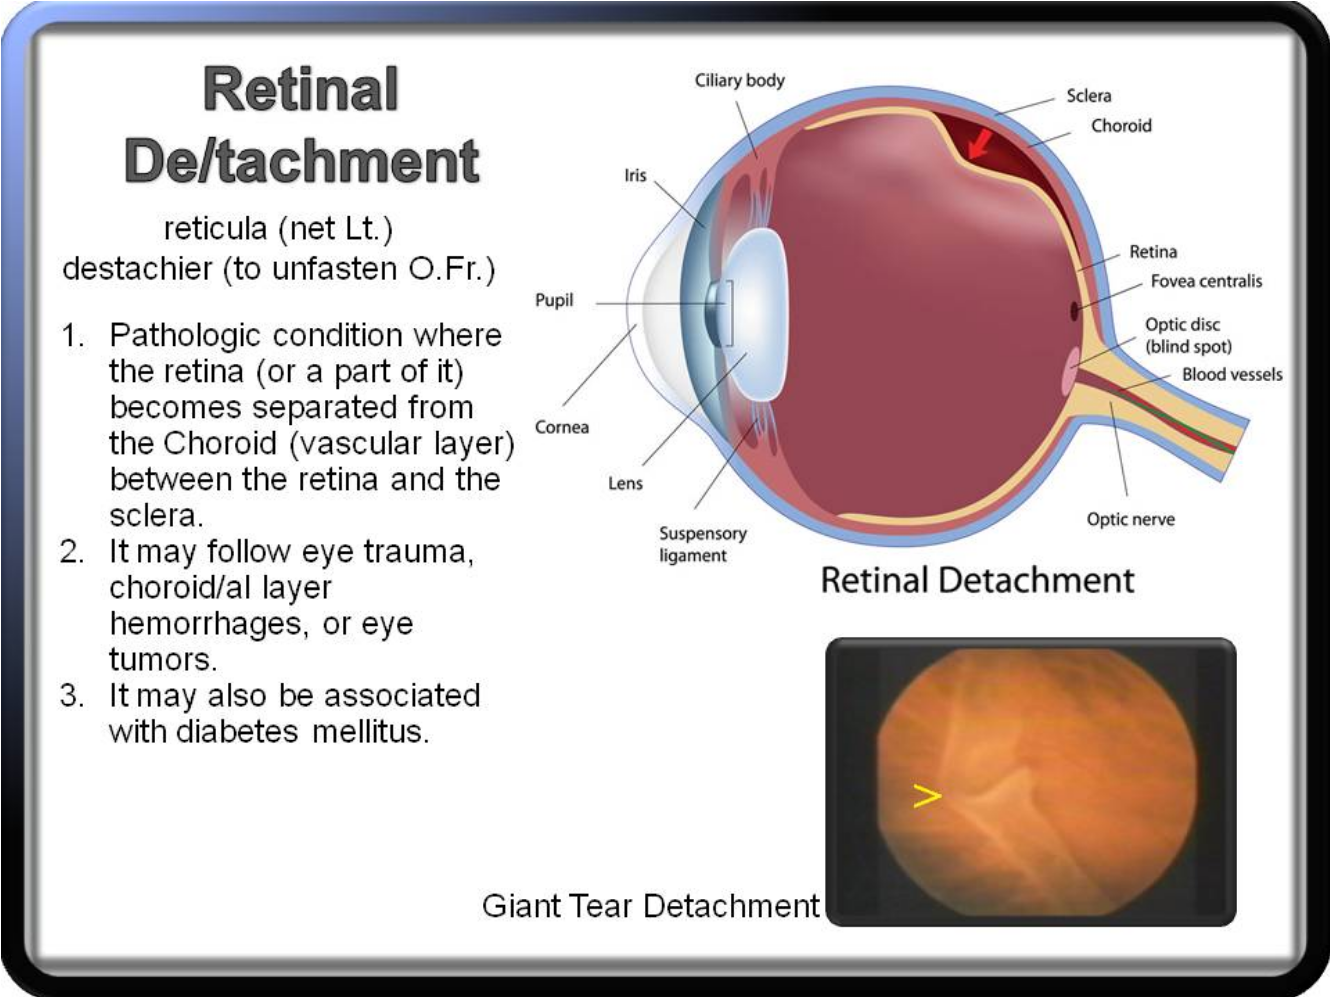 Retinal
De/tachment
reticula (net Lt.)
destachier (to unfasten O.Fr.)
1. Pathologic condition where
the retina (or a part of it)
becomes separated from
the Choroid (vascular layer)
between the retina and the
sclera.
2. It may follow eye trauma,
choroid/al layer
hemorrhages, or eye
tumors.
3. It may also be associated
with diabetes mellitus.
Ciliary body
Sclera
Choroid
Iris
Retina
Fovea centralis
Pupil
Optic disc
(blind spot)
Blood vessels
Cornea
Lens
Suspensory
ligament
Optic nerve
Retinal Detachment
>
Giant Tear Detachment